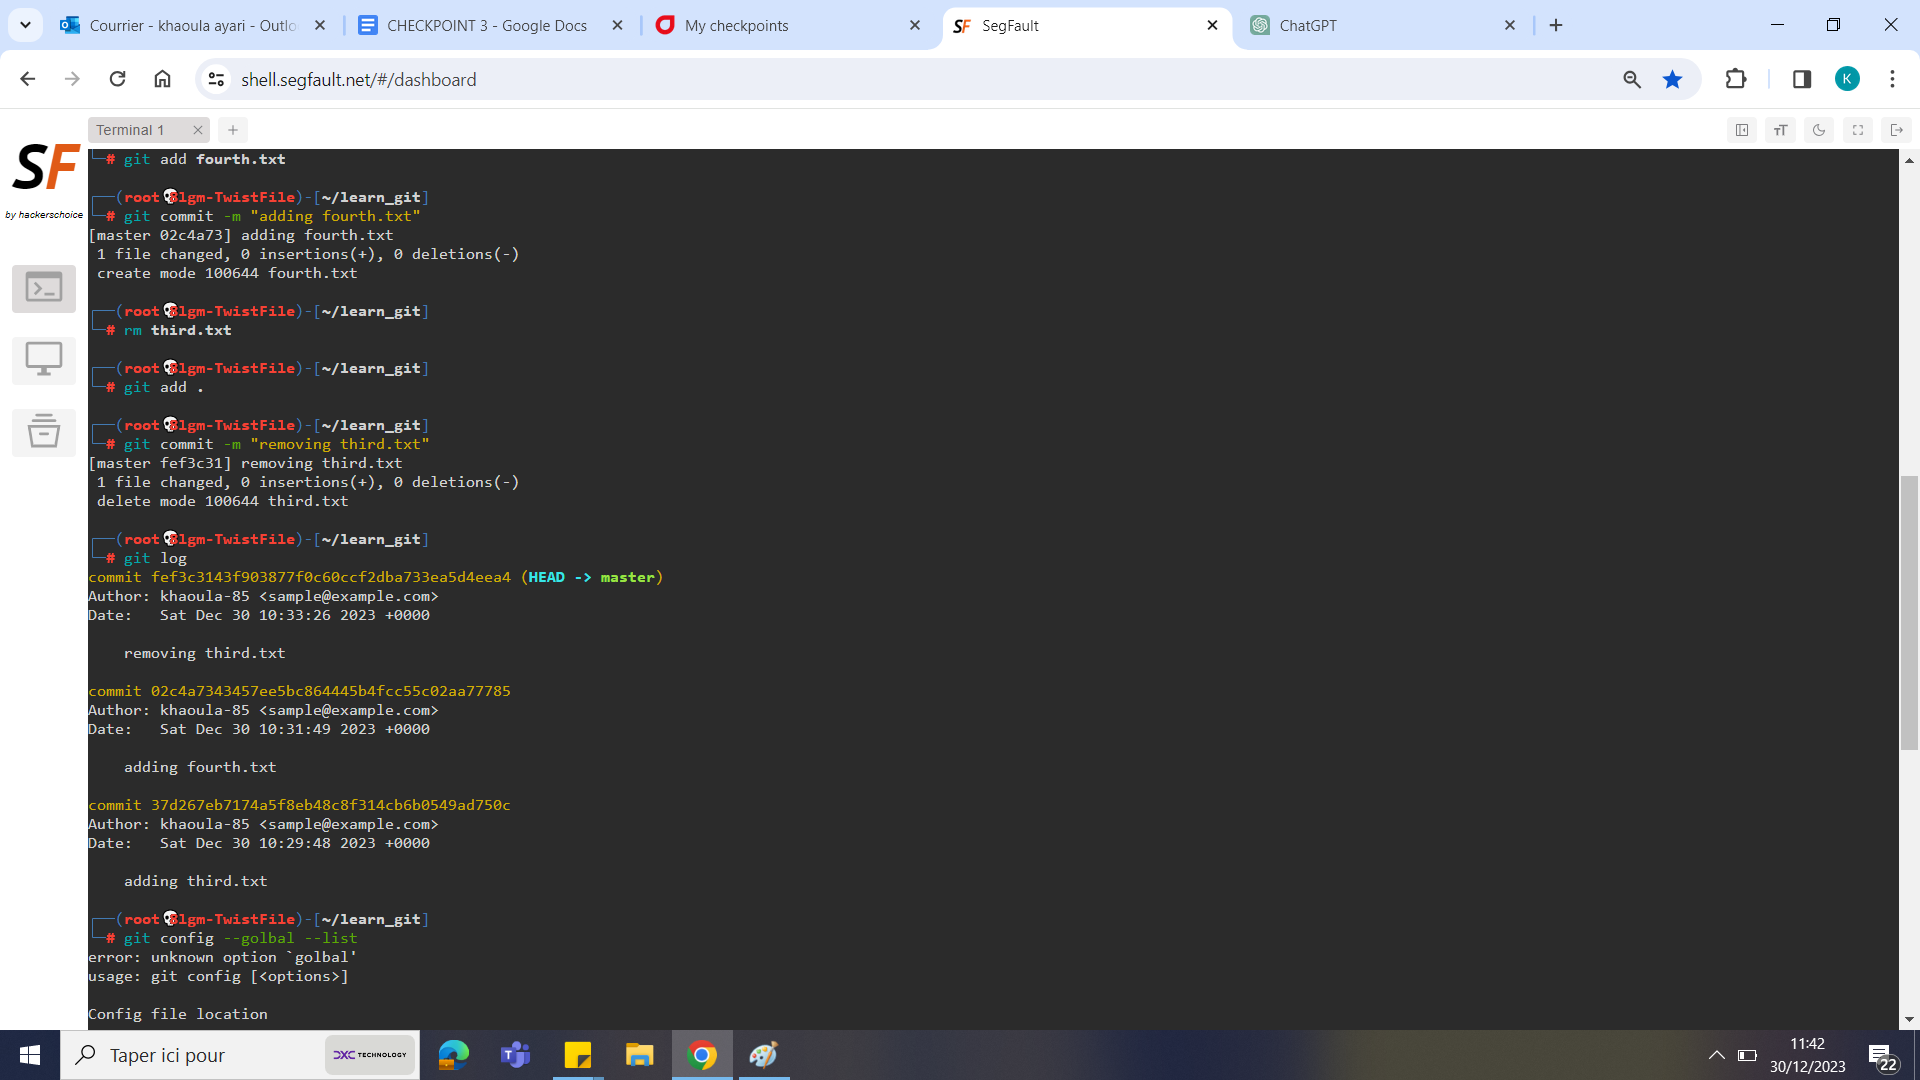 Courrier - khaoula ayari - Outlo
CHECKPOINT 3 - Google Docs
My checkpoints
SegFault
ChatGPT
shell.segfault.net/#/dashboard
K
SF
by hackerschoice
Terminal 1
# git add fourth.txt
(root lgm-TwistFile)-[~/learn_git]
# git commit -m "adding fourth.txt"
[master 02c4a73] adding fourth.txt
1 file changed, 0 insertions(+), 0 deletions(-)
create mode 100644 fourth.txt
(root lgm-TwistFile)-[~/learn_git]
# rm third.txt
(root lgm-TwistFile)-[~/learn_git]
# git add .
(root lgm-TwistFile)-[~/learn_git]
# git commit -m "removing third.txt"
[master fef3c31] removing third.txt
1 file changed, 0 insertions(+), 0 deletions(-)
delete mode 100644 third.txt
(root lgm-TwistFile)-[~/learn_git]
# git log
commit fef3c3143f903877f0c60ccf2dba733ea5d4eea4 (HEAD -> master)
Author: khaoula-85 <sample@example.com>
Date:   Sat Dec 30 10:33:26 2023 +0000
removing third.txt
commit 02c4a7343457ee5bc864445b4fcc55c02aa77785
Author: khaoula-85 <sample@example.com>
Date:   Sat Dec 30 10:31:49 2023 +0000
adding fourth.txt
commit 37d267eb7174a5f8eb48c8f314cb6b0549ad750c
Author: khaoula-85 <sample@example.com>
Date:   Sat Dec 30 10:29:48 2023 +0000
adding third.txt
(root lgm-TwistFile)-[~/learn_git]
# git config --golbal --list
error: unknown option `golbal'
usage: git config [<options>]
Config file location
Taper ici pour
DXC TECHNOLOGY
11:42
30/12/2023
22